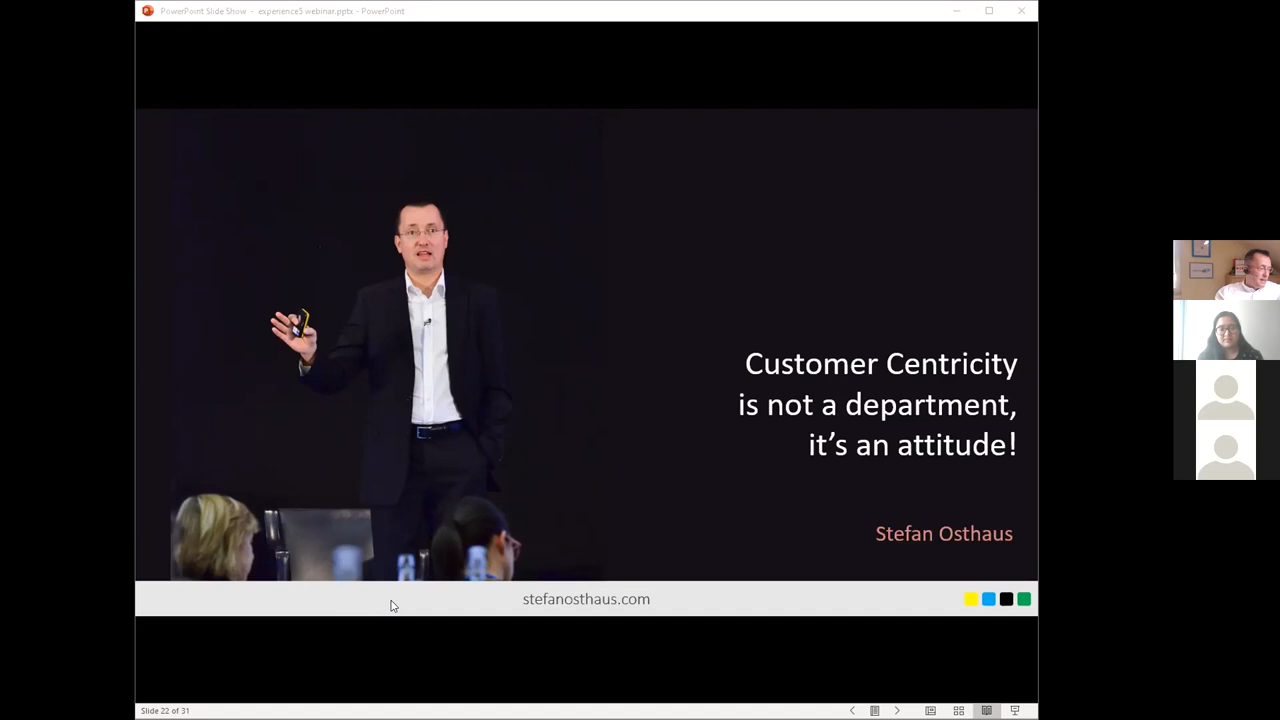 PowerPoint Slide Show - experience5 webinar.pptx - PowerPoint
Customer Centricity
is not a department,
it's an attitude!
Stefan Osthaus
stefanosthaus.com
Slide 22 of 31